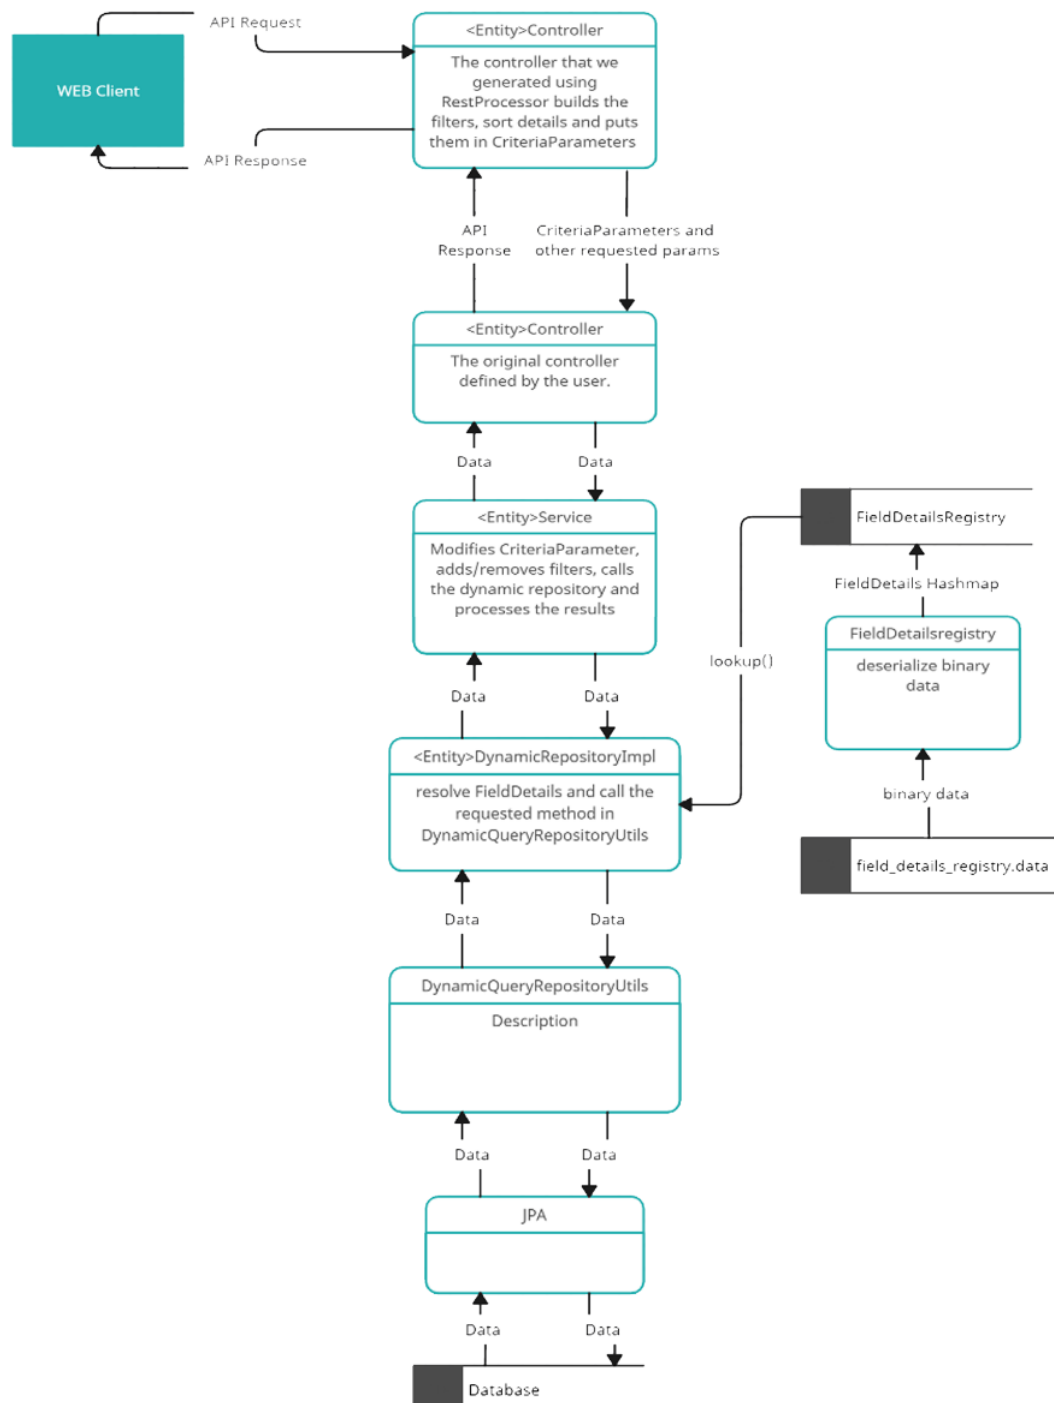 API Request
WEB Client
API Response
<Entity>Controller
The controller that we
generated using
RestProcessor builds the
filters, sort details and puts
them in CriteriaParameters
API
Response
CriteriaParameters and
other requested params
<Entity>Controller
The original controller
defined by the user.
Data
Data
<Entity>Service
Modifies CriteriaParameter,
adds/removes filters, calls
the dynamic repository and
processes the results
FieldDetailsRegistry
FieldDetails Hashmap
FieldDetailsregistry
deserialize binary
data
lookup()
binary data
field_details_registry.data
Data
Data
<Entity>DynamicRepositoryImpl
resolve FieldDetails and call the
requested method in
DynamicQueryRepositoryUtils
Data
Data
DynamicQueryRepositoryUtils
Description
Data
Data
JPA
Data
Data
Database